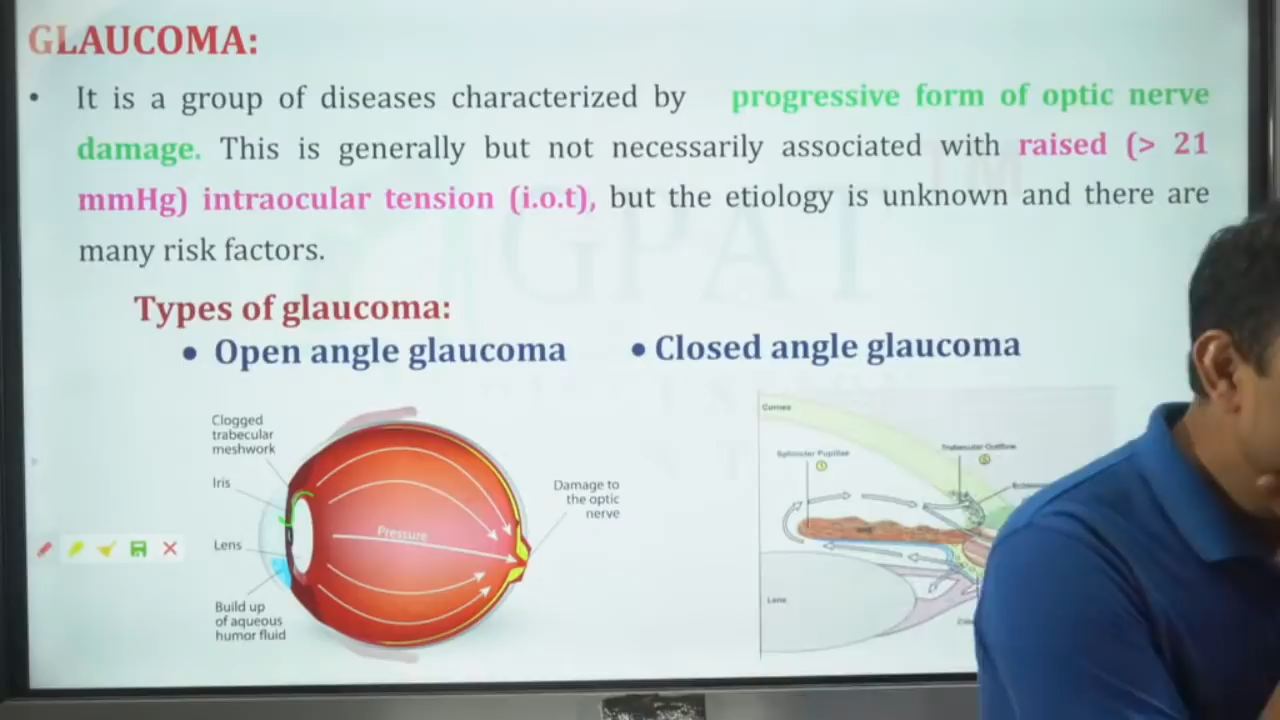 GLAUCOMA:
• It is a group of diseases characterized by progressive form of optic nerve
damage. This is generally but not necessarily associated with raised (> 21
mmHg) intraocular tension (i.o.t), but the etiology is unknown and there are
many risk factors.
Types of glaucoma:
• Open angle glaucoma
• Closed angle glaucoma
Clogged
trabecular
meshwork
Iris
Lens
Build up
of aqueous
humor fluid
Pressure
Damage to
the optic
nerve
Cornea
Sphincter Pupillae
1
Trabecular Outflow
Lens
GPAT
TM